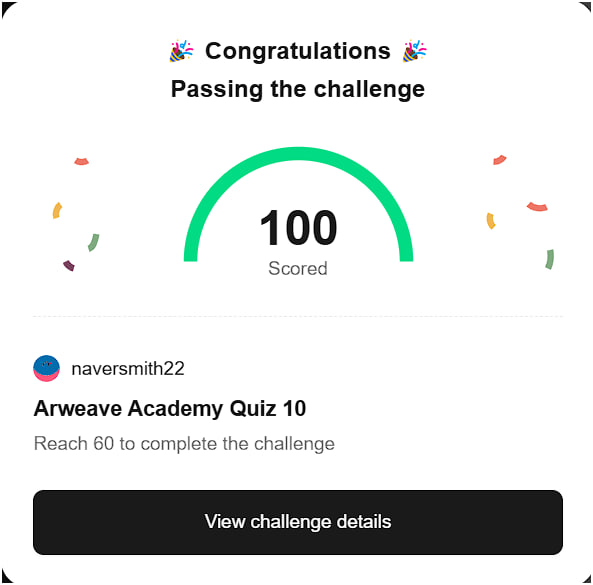 🎉 Congratulations 🎉
Passing the challenge
100
Scored
naversmith22
Arweave Academy Quiz 10
Reach 60 to complete the challenge
View challenge details